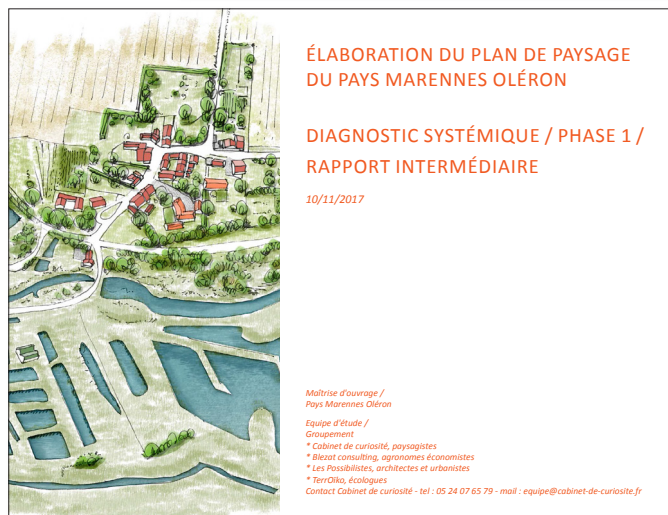 ÉLABORATION DU PLAN DE PAYSAGE
DU PAYS MARENNES OLÉRON
DIAGNOSTIC SYSTÉMIQUE / PHASE 1 /
RAPPORT INTERMÉDIAIRE
10/11/2017
Maîtrise d'ouvrage /
Pays Marennes Oléron
Equipe d'étude /
Groupement
* Cabinet de curiosité, paysagistes
* Blezat consulting, agronomes économistes
* Les Possibilistes, architectes et urbanistes
* TerrOïko, écologues
Contact Cabinet de curiosité - tel : 05 24 07 65 79 - mail : equipe@cabinet-de-curiosite.fr